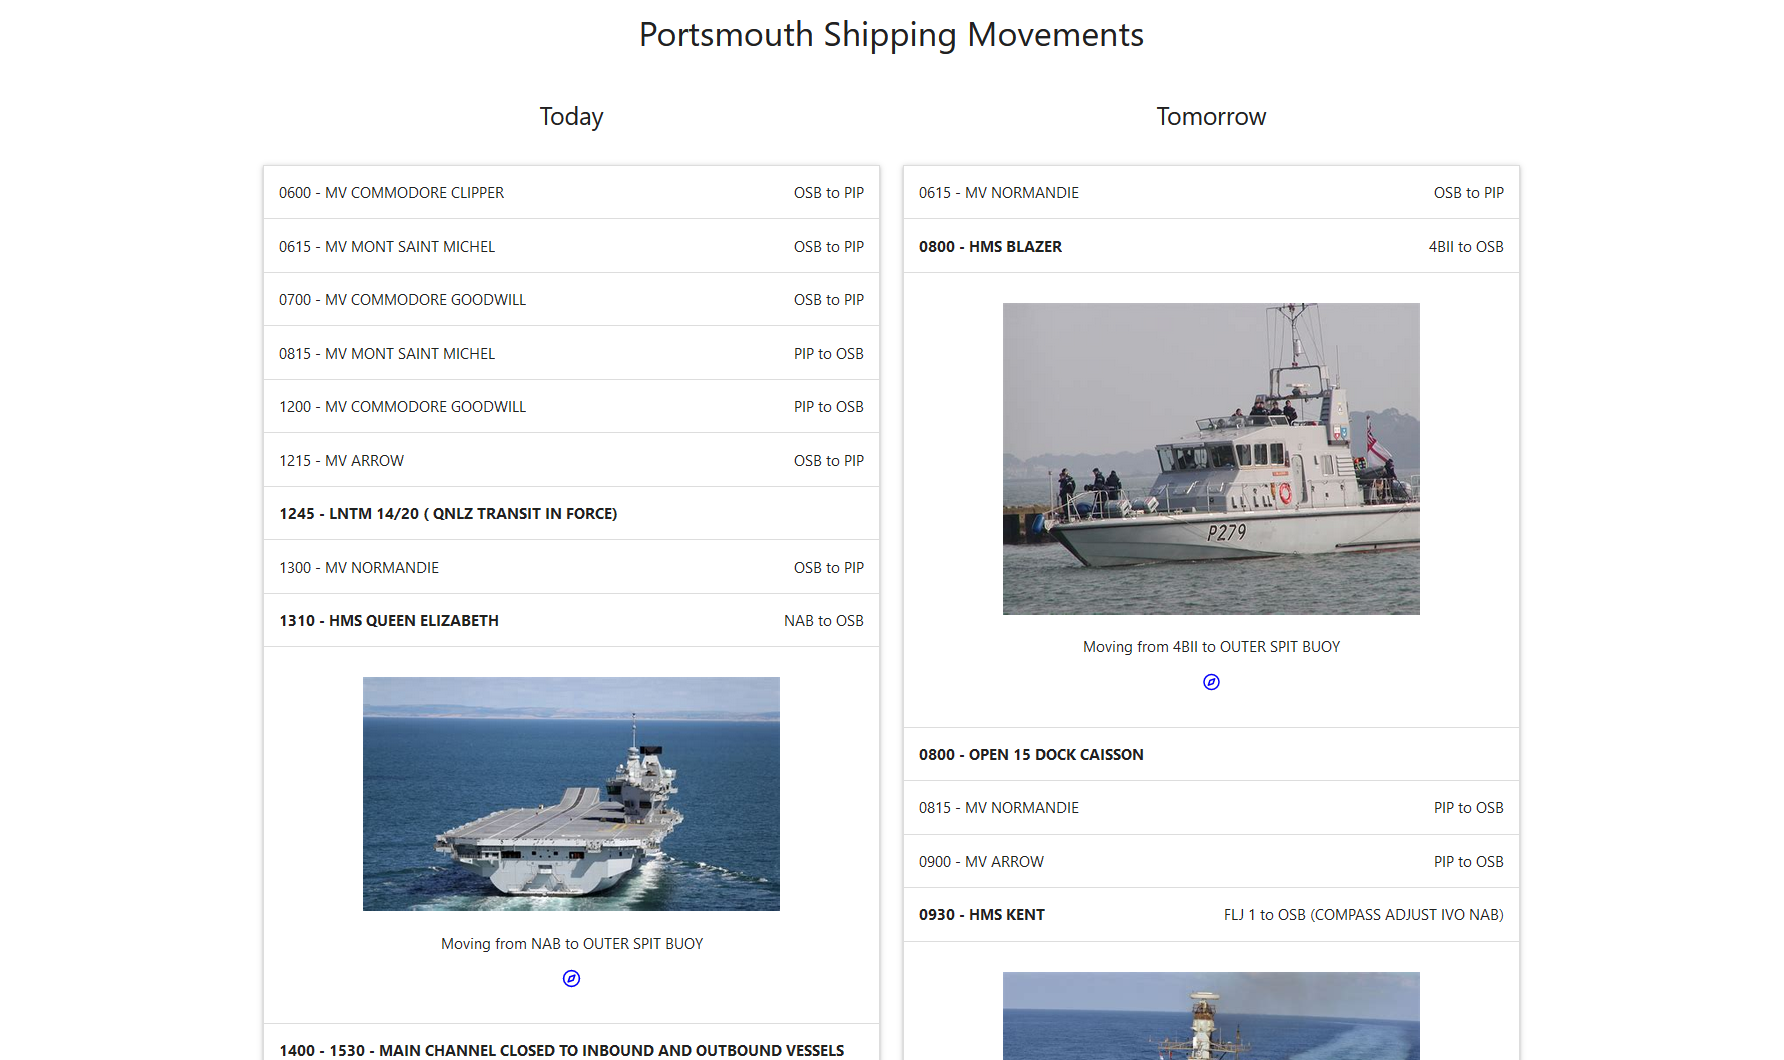 Portsmouth Shipping Movements
Today
0600 - MV COMMODORE CLIPPER OSB to PIP
0615 - MV MONT SAINT MICHEL OSB to PIP
0700 - MV COMMODORE GOODWILL OSB to PIP
0815 - MV MONT SAINT MICHEL PIP to OSB
1200 - MV COMMODORE GOODWILL PIP to OSB
1215 - MV ARROW OSB to PIP
1245 - LNTM 14/20 ( QNLZ TRANSIT IN FORCE)
1300 - MV NORMANDIE OSB to PIP
1310 - HMS QUEEN ELIZABETH NAB to OSB
Moving from NAB to OUTER SPIT BUOY
1400 - 1530 - MAIN CHANNEL CLOSED TO INBOUND AND OUTBOUND VESSELS
Tomorrow
0615 - MV NORMANDIE OSB to PIP
0800 - HMS BLAZER 4BII to OSB
P279
Moving from 4BII to OUTER SPIT BUOY
0800 - OPEN 15 DOCK CAISSON
0815 - MV NORMANDIE PIP to OSB
0900 - MV ARROW PIP to OSB
0930 - HMS KENT FLJ 1 to OSB (COMPASS ADJUST IVO NAB)